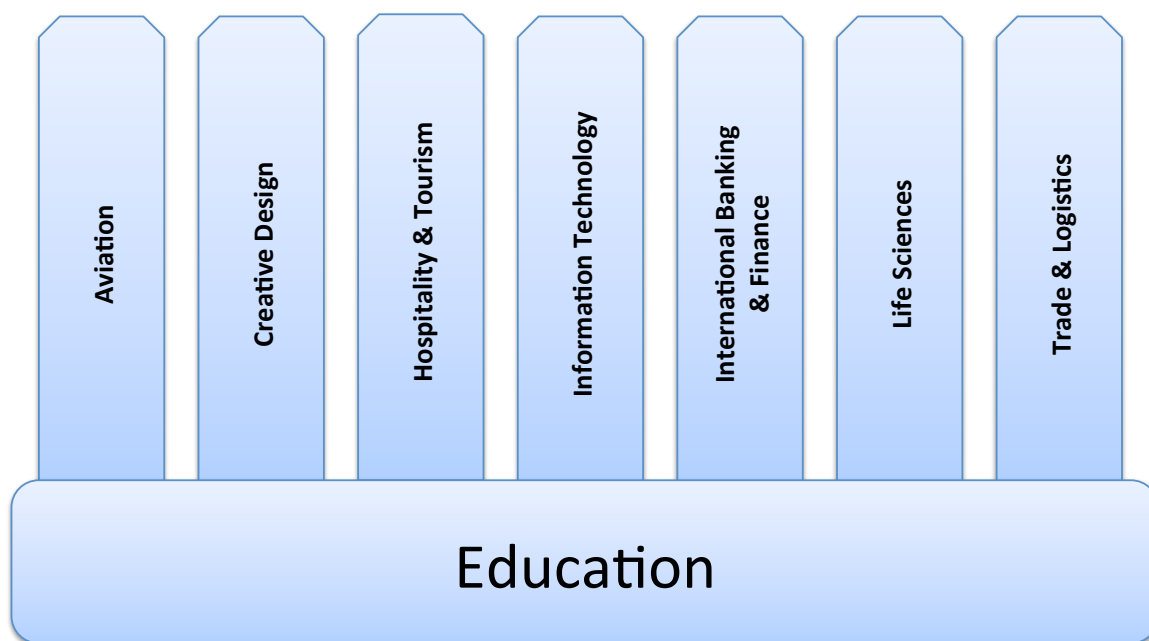 Aviation
Creative Design
Hospitality & Tourism
Information Technology
International Banking
& Finance
Life Sciences
Trade & Logistics
Education